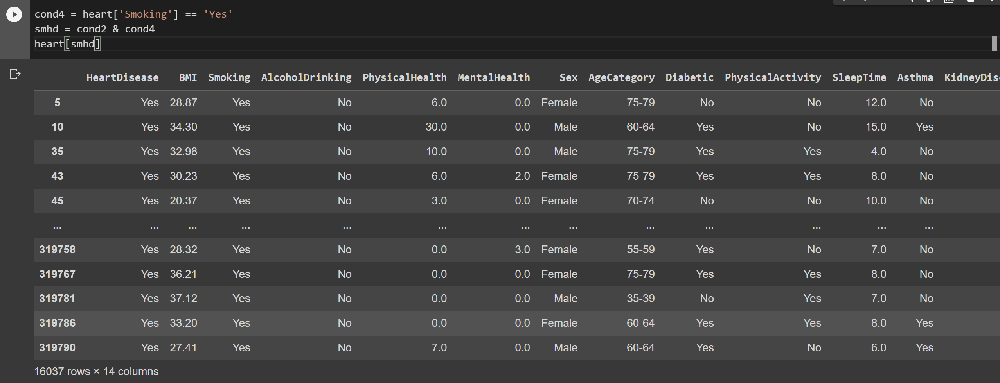 cond4 = heart['Smoking'] == 'Yes'
smhd = cond2 & cond4
heart[smhd]
HeartDisease BMI Smoking AlcoholDrinking PhysicalHealth MentalHealth Sex AgeCategory Diabetic PhysicalActivity SleepTime Asthma
5 Yes 28.87 Yes No 6.0 0.0 Female 75-79 No No 12.0 No
10 Yes 34.30 Yes No 30.0 0.0 Male 60-64 Yes No 15.0 Yes
35 Yes 32.98 Yes No 10.0 0.0 Male 75-79 Yes Yes 4.0 No
43 Yes 30.23 Yes No 6.0 2.0 Female 75-79 Yes Yes 8.0 No
45 Yes 20.37 Yes No 3.0 0.0 Female 70-74 No No 10.0 No
... ... ... ... ... ... ... ... ... ... ... ... ...
319758 Yes 28.32 Yes No 0.0 3.0 Female 55-59 Yes No 7.0 No
319767 Yes 36.21 Yes No 0.0 0.0 Female 75-79 Yes Yes 8.0 No
319781 Yes 37.12 Yes No 0.0 0.0 Male 35-39 No Yes 7.0 No
319786 Yes 33.20 Yes No 0.0 0.0 Female 60-64 Yes Yes 8.0 Yes
319790 Yes 27.41 Yes No 7.0 0.0 Male 60-64 Yes No 6.0 Yes
16037 rows × 14 columns